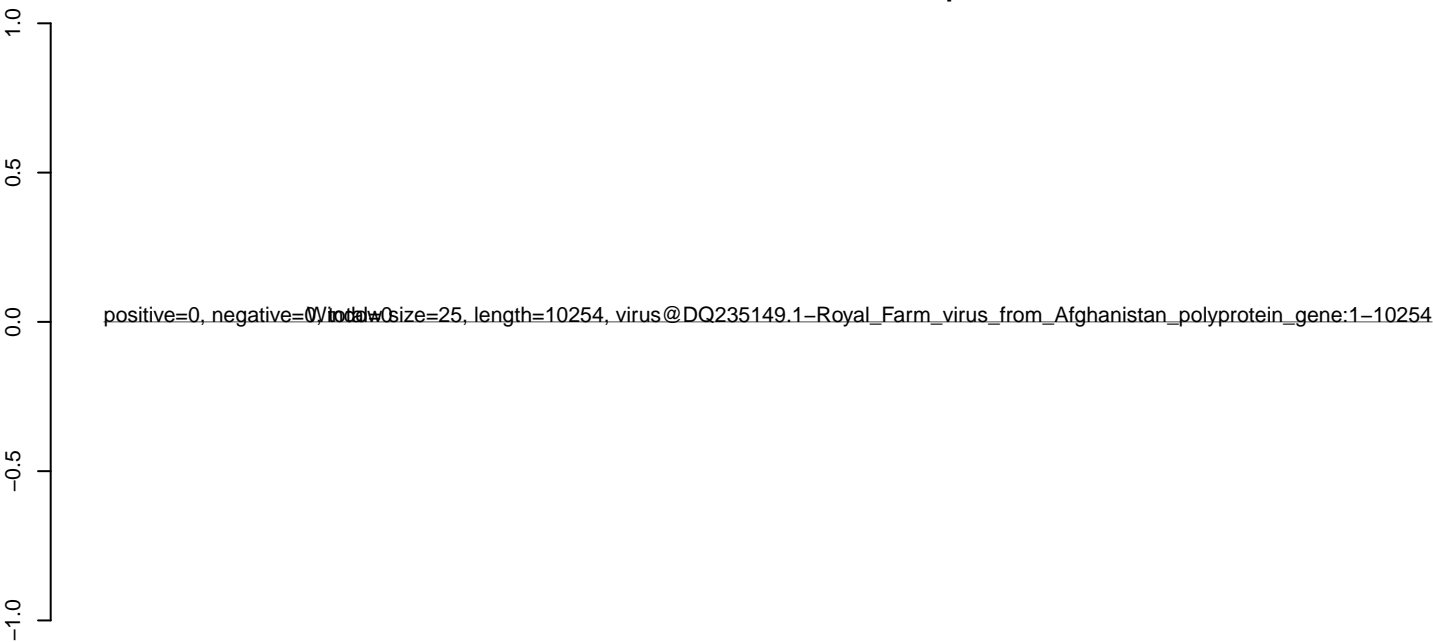 1.0
0.5
0.0
−0.5
−1.0
positive=0, negative=0, total=0
Window size=25, length=10254, virus@DQ235149.1−Royal_Farm_virus_from_Afghanistan_polyprotein_gene:1−10254